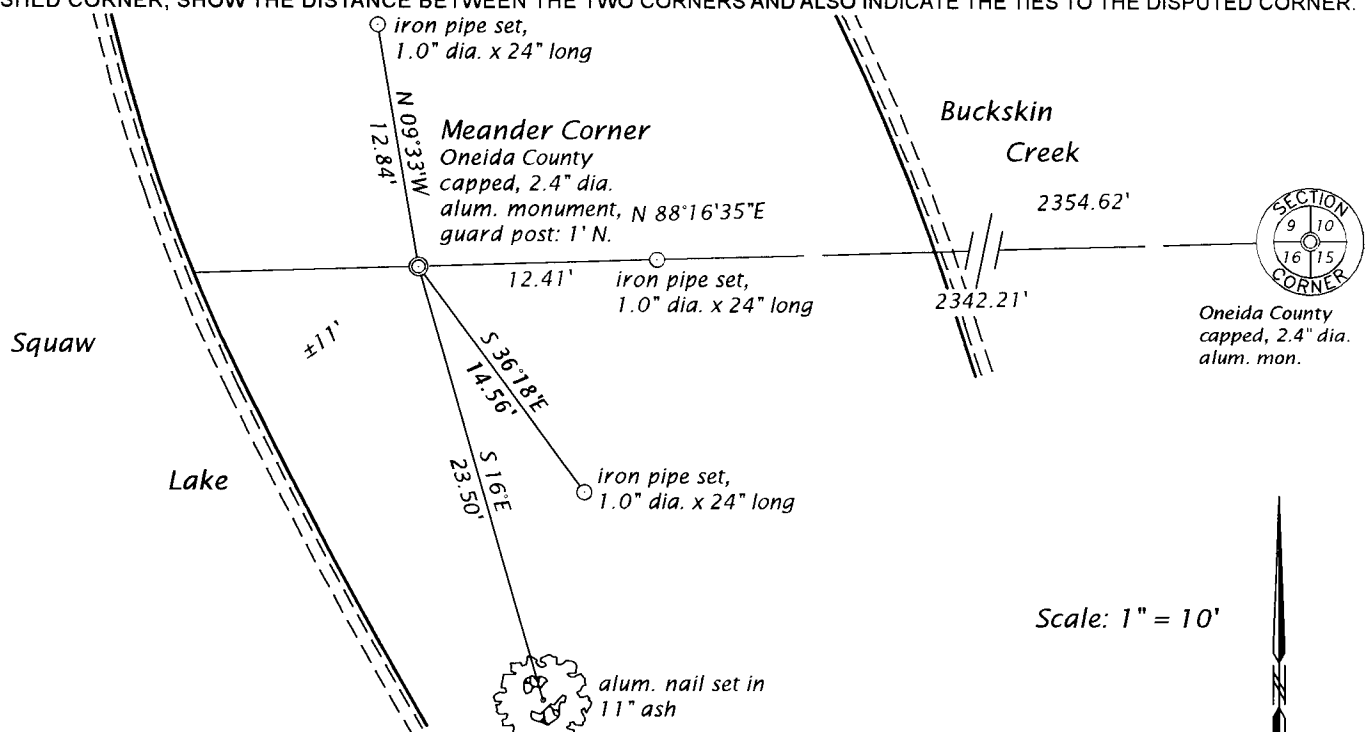 SHED CORNER, SHOW THE DISTANCE BETWEEN THE TWO CORNERS AND ALSO INDICATE THE TIES TO THE DISPUTED CORNER.
iron pipe set,
1.0" dia. x 24" long
N 09°33'W
12.84'
Meander Corner
Oneida County
capped, 2.4" dia.
alum. monument,
guard post: 1' N.
N 88°16'35"E
Buckskin
Creek
2354.62'
SECTION
9 10
16 15
CORNER
12.41'
iron pipe set,
1.0" dia. x 24" long
2342.21'
Oneida County
capped, 2.4" dia.
alum. mon.
Squaw
Lake
±11'
S 36°18'E
14.56'
iron pipe set,
1.0" dia. x 24" long
S 16°E
23.50'
alum. nail set in
11" ash
Scale: 1" = 10'
N